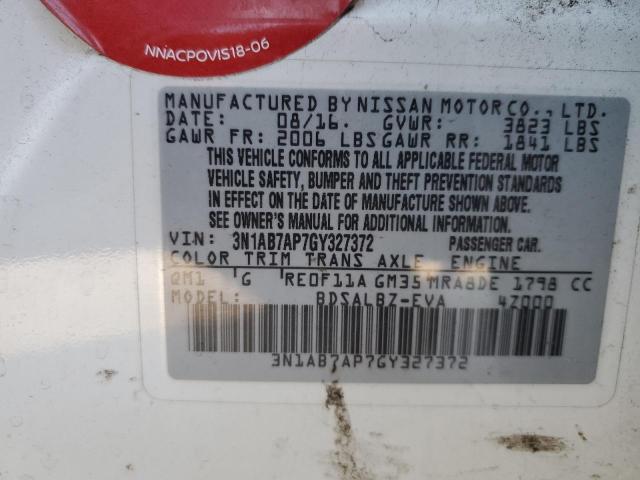 NNACPOVIS18-06
MANUFACTURED BY NISSAN MOTOR CO., LTD.
DATE: 08/16. GVWR: 3823 LBS
GAWR FR: 2006 LBS GAWR RR: 1841 LBS
THIS VEHICLE CONFORMS TO ALL APPLICABLE FEDERAL MOTOR
VEHICLE SAFETY, BUMPER AND THEFT PREVENTION STANDARDS
IN EFFECT ON THE DATE OF MANUFACTURE SHOWN ABOVE.
SEE OWNER'S MANUAL FOR ADDITIONAL INFORMATION.
VIN: 3N1AB7AP7GY327372 PASSENGER CAR.
COLOR TRIM TRANS AXLE ENGINE
QM1 G RE0F11A GM35 MRA8DE 1798 CC
MODEL: BDSALBZ-EVA 4Z000
3N1AB7AP7GY327372